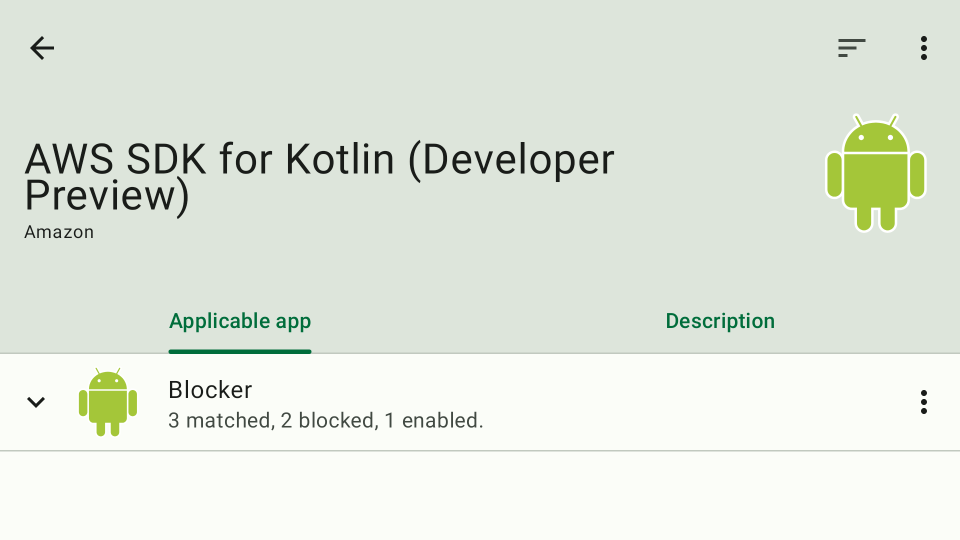 AWS SDK for Kotlin (Developer
Preview)
Amazon
Applicable app
Description
Blocker
3 matched, 2 blocked, 1 enabled.